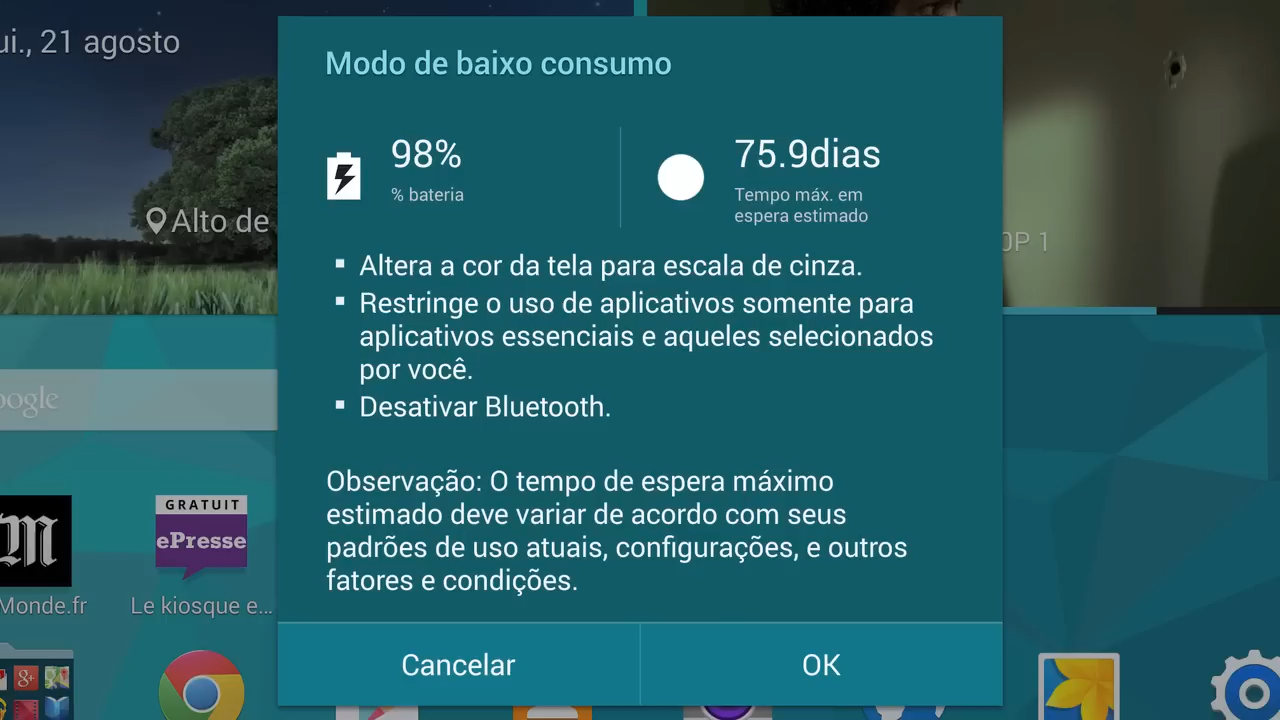 ui., 21 agosto
Alto de
Modo de baixo consumo
98%
% bateria
75.9dias
Tempo máx. em
espera estimado
0P 1
Altera a cor da tela para escala de cinza.
Restringe o uso de aplicativos somente para
aplicativos essenciais e aqueles selecionados
por você.
Desativar Bluetooth.
oogle
Observação: O tempo de espera máximo
estimado deve variar de acordo com seus
padrões de uso atuais, configurações, e outros
fatores e condições.
M
GRATUIT
ePresse
Monde.fr
Le kiosque e...
g+
Cancelar
OK